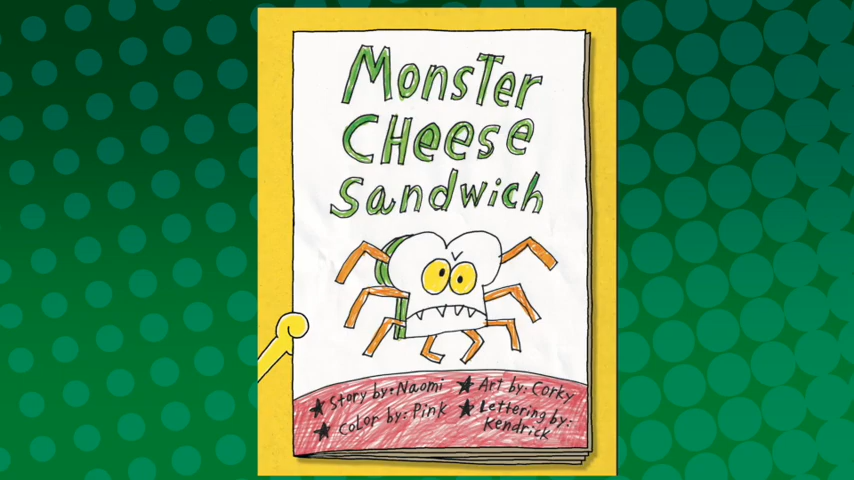 Monster
Cheese
Sandwich
★ Story by: Naomi
★ Art by: Corky
★ Color by: Pink
★ Lettering by:
Kendrick